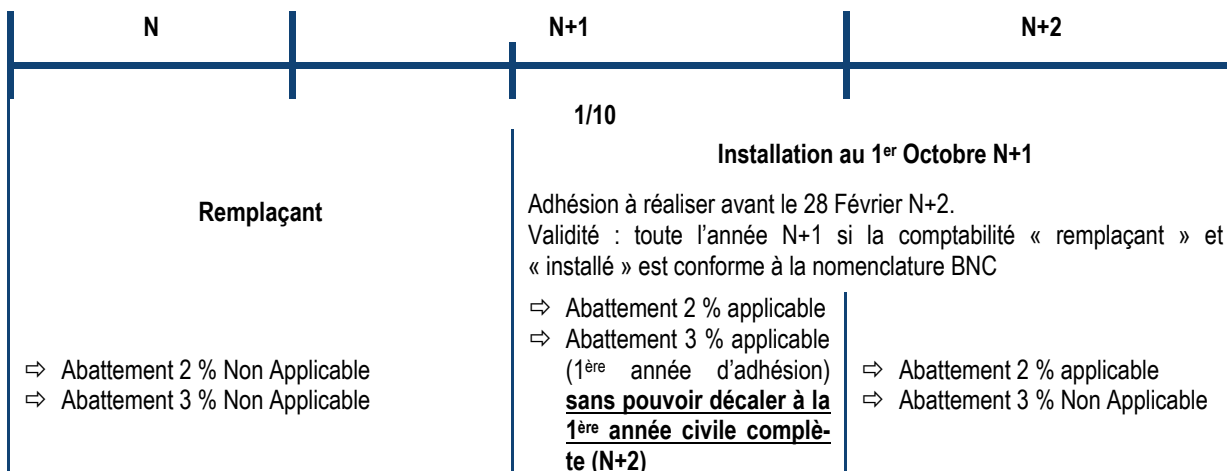 N
N+1
N+2
1/10
Installation au 1er Octobre N+1
Remplaçant
Adhésion à réaliser avant le 28 Février N+2.
Validité : toute l'année N+1 si la comptabilité « remplaçant » et
« installé » est conforme à la nomenclature BNC
⇨ Abattement 2 % Non Applicable
⇨ Abattement 3 % Non Applicable
⇨ Abattement 2 % applicable
⇨ Abattement 3 % applicable
(1ère année d'adhésion)
sans pouvoir décaler à la
1ère année civile complè-
te (N+2)
⇨ Abattement 2 % applicable
⇨ Abattement 3 % Non Applicable